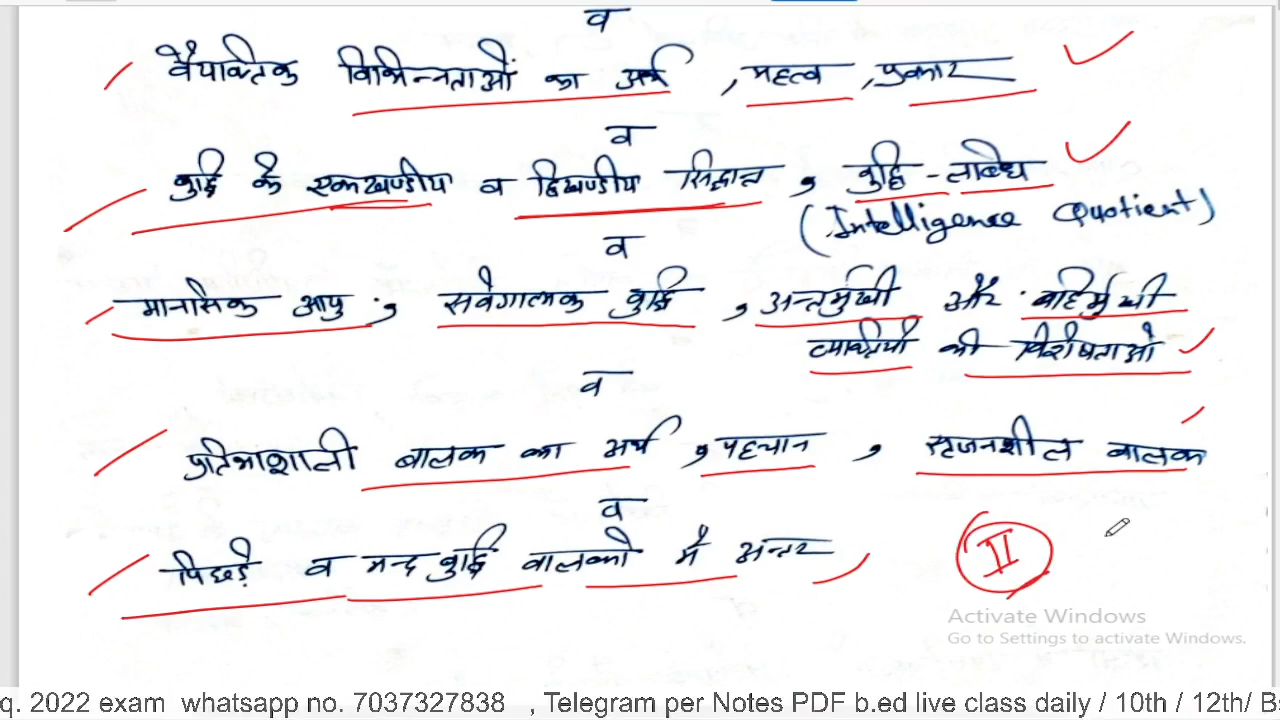 व
वैयक्तिक विभिन्नताओं का अर्थ , महत्व , प्रकार
व
बुद्धि के एकखण्डीय व द्विखण्डीय सिद्धान्त , बुद्धि - लब्धि
(Intelligence Quotient)
व
मानसिक आयु , संवेगात्मक बुद्धि , अन्तर्मुखी और बहिर्मुखी
व्यक्तियों की विशेषताओं
व
प्रतिभाशाली बालक का अर्थ , पहचान , सृजनशील बालक
व
पिछड़े व मन्द बुद्धि बालकों में अन्तर
II
Activate Windows
Go to Settings to activate Windows.
q. 2022 exam whatsapp no. 7037327838 , Telegram per Notes PDF b.ed live class daily / 10th / 12th/ B